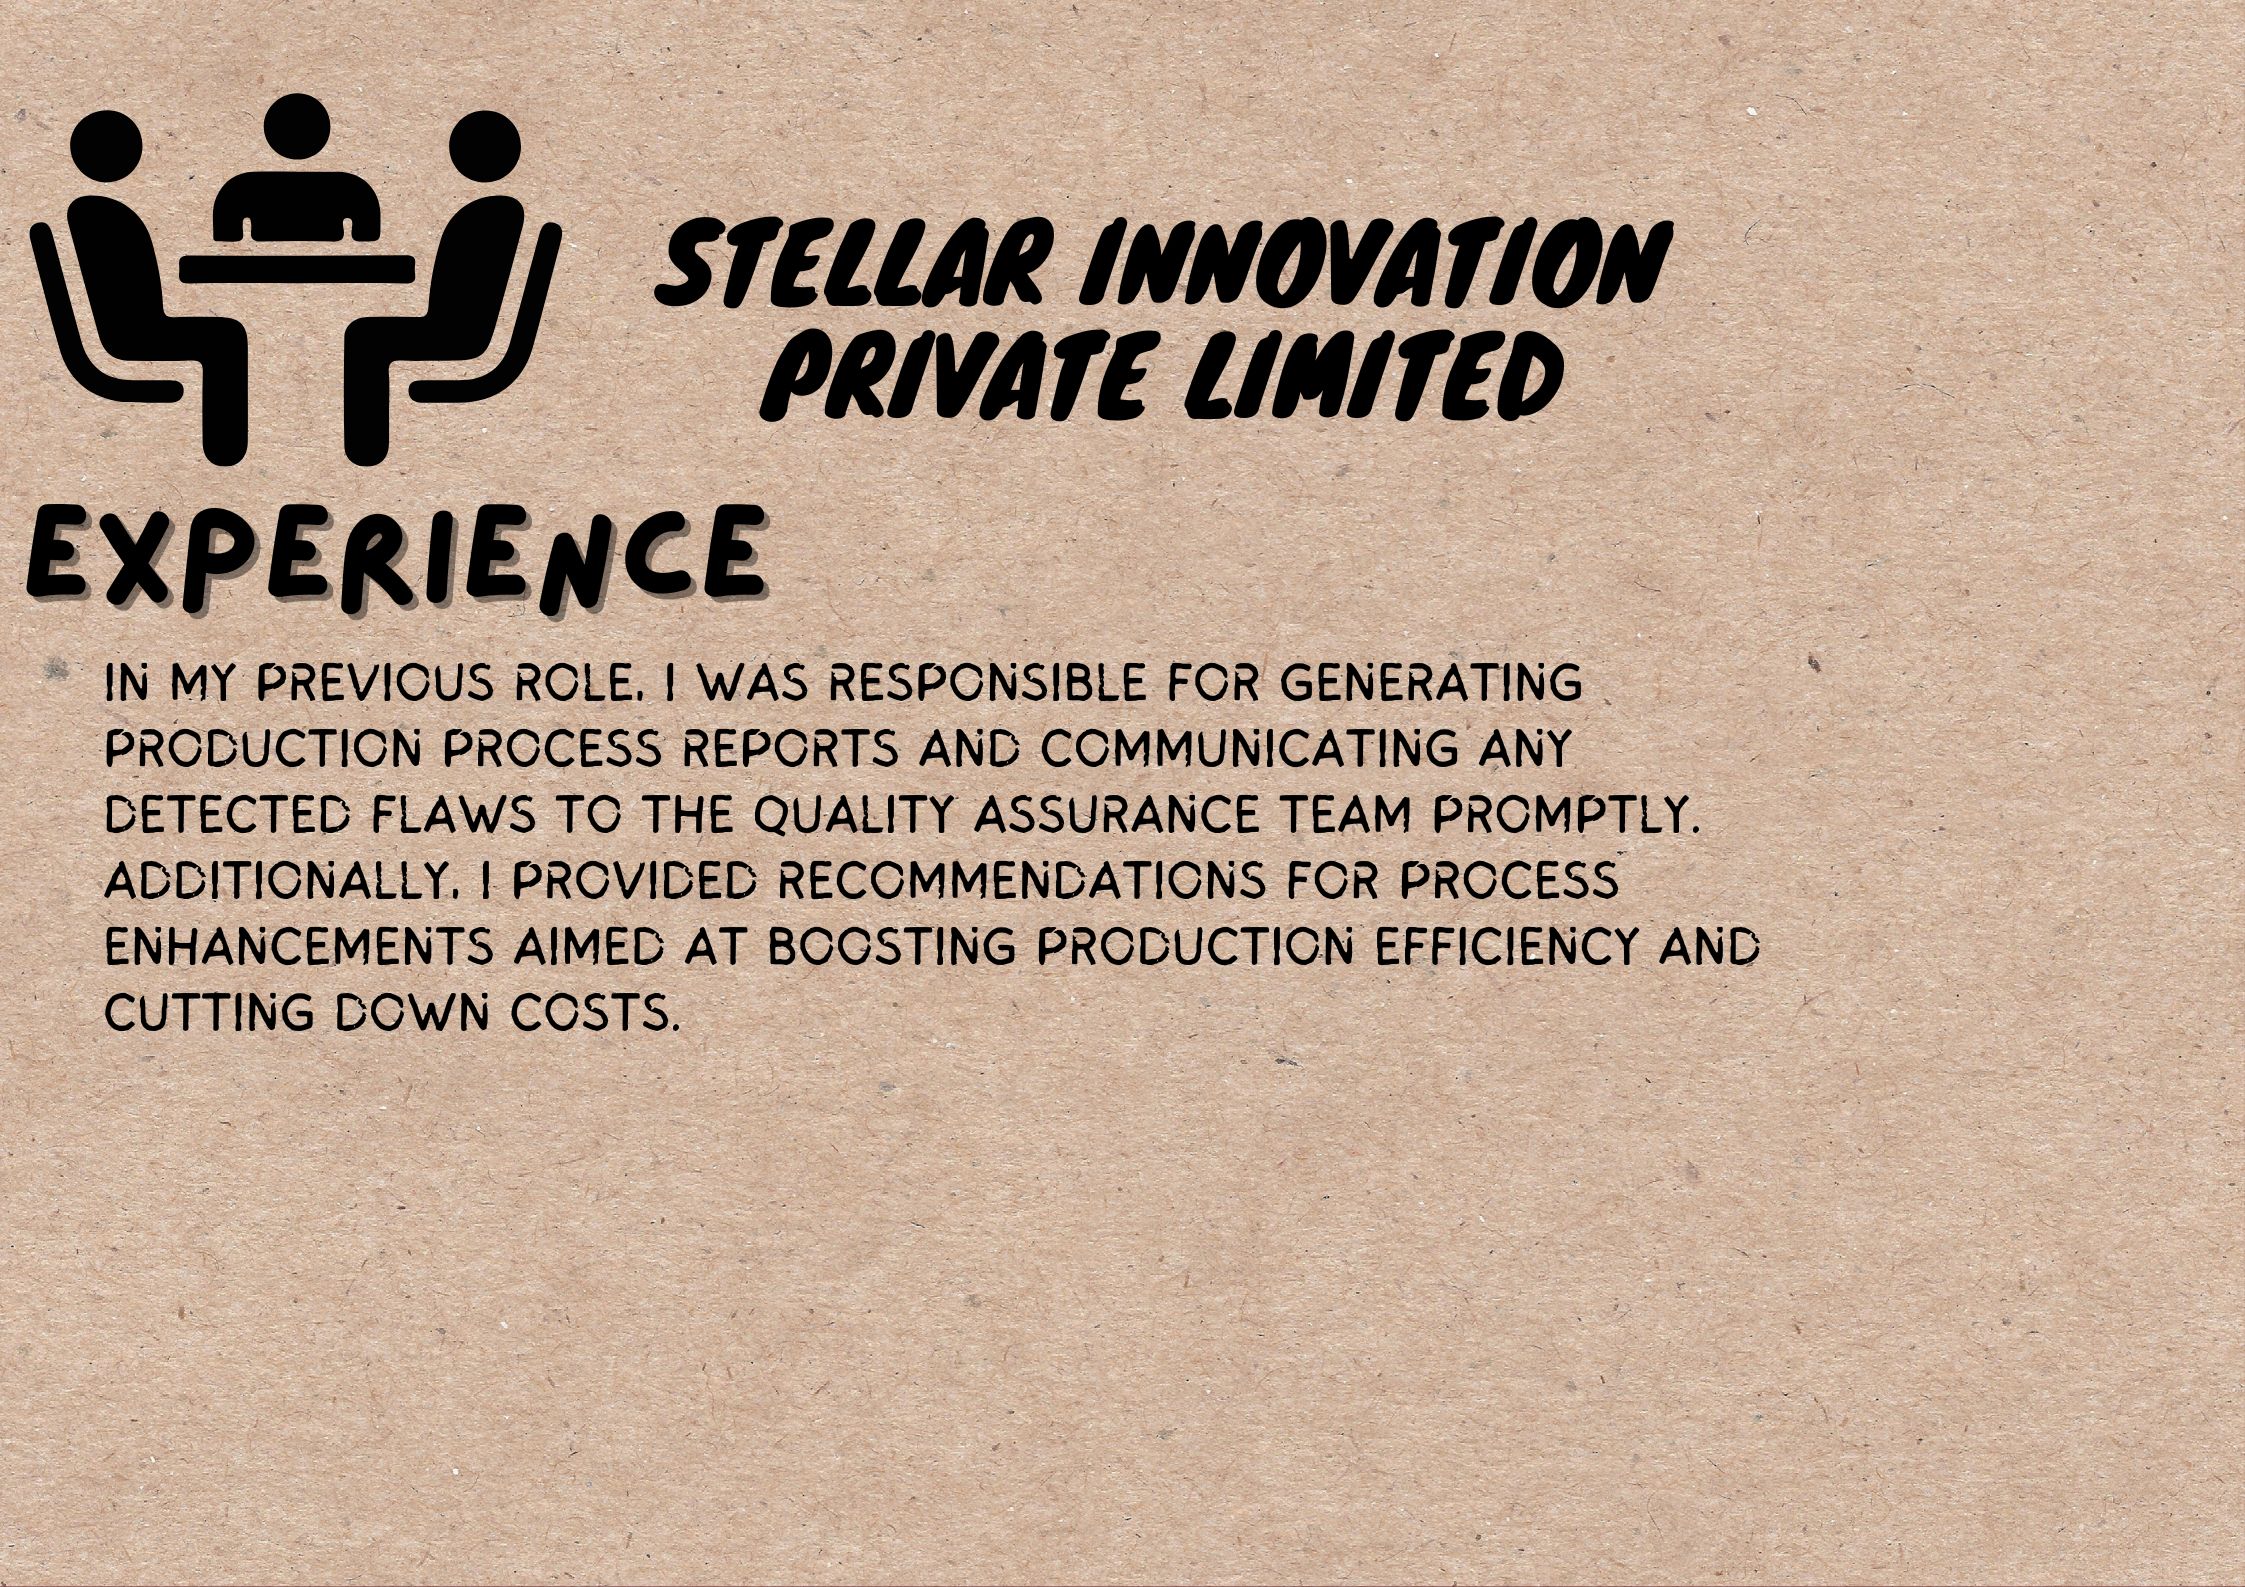 STELLAR INNOVATION
PRIVATE LIMITED
EXPERIENCE
IN MY PREVIOUS ROLE, I WAS RESPONSIBLE FOR GENERATING
PRODUCTION PROCESS REPORTS AND COMMUNICATING ANY
DETECTED FLAWS TO THE QUALITY ASSURANCE TEAM PROMPTLY.
ADDITIONALLY, I PROVIDED RECOMMENDATIONS FOR PROCESS
ENHANCEMENTS AIMED AT BOOSTING PRODUCTION EFFICIENCY AND
CUTTING DOWN COSTS.